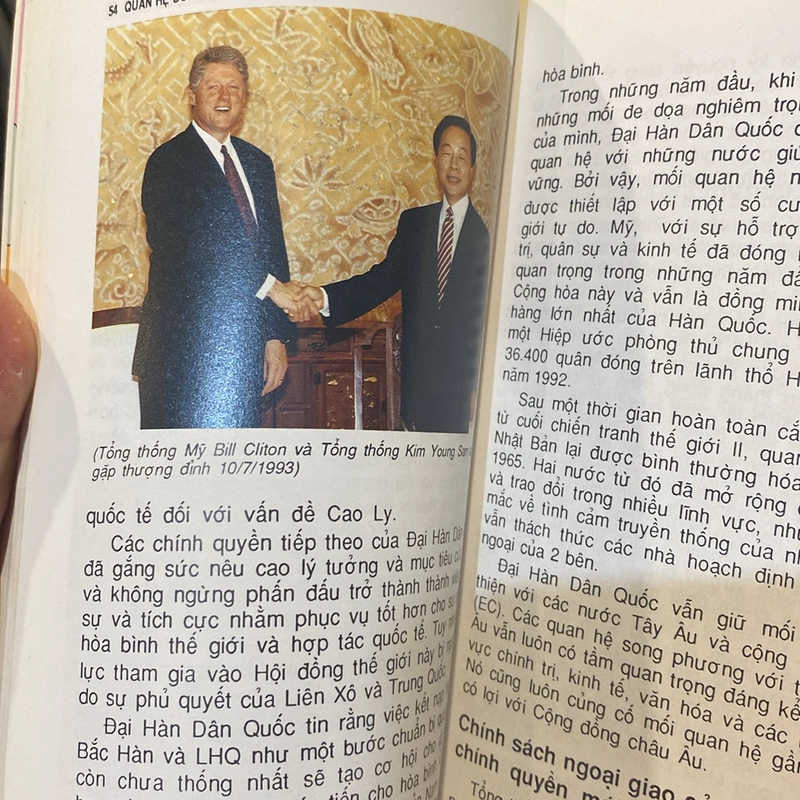 54 QUAN HỆ
(Tổng thống Mỹ Bill Cliton và Tổng thống Kim Young Sam
gặp thượng đỉnh 10/7/1993)
quốc tế đối với vấn đề Cao Ly.
Các chính quyền tiếp theo của Đại Hàn Dân
đã gắng sức nêu cao lý tưởng và mục tiêu
và không ngừng phấn đấu trở thành thành
sự và tích cực nhằm phục vụ tốt hơn cho
hòa bình thế giới và hợp tác quốc tế. Tuy
lực tham gia vào Hội đồng thế giới này bị
do sự phủ quyết của Liên Xô và Trung Quốc
Đại Hàn Dân Quốc tin rằng việc kết nạp
Bắc Hàn và LHQ như một bước chuẩn bị
còn chưa thống nhất sẽ tạo cơ hội cho
tiến cho hòa bình
hòa bình.
Trong những năm đầu, khi
những mối đe dọa nghiêm trọng
của mình, Đại Hàn Dân Quốc
quan hệ với những nước
vững. Bởi vậy, mối quan hệ
được thiết lập với một số
giới tự do. Mỹ, với sự hỗ trợ
trị, quân sự và kinh tế đã đóng
quan trọng trong những năm
Cộng hòa này và vẫn là đồng
hàng lớn nhất của Hàn Quốc.
một Hiệp ước phòng thủ chung
36.400 quân đóng trên lãnh thổ
năm 1992.
Sau một thời gian hoàn toàn
từ cuối chiến tranh thế giới II,
Nhật Bản lại được bình thường hóa
1965. Hai nước từ đó đã mở rộng
và trao đổi trong nhiều lĩnh vực,
mắc về tình cảm truyền thống của
vẫn thách thức các nhà hoạch định
ngoại của 2 bên.
Đại Hàn Dân Quốc vẫn giữ mối
thiện với các nước Tây Âu và cộng
(EC). Các quan hệ song phương với
Âu vẫn luôn có tầm quan trọng đáng kể
vực chính trị, kinh tế, văn hóa và các
Nó cũng luôn củng cố mối quan hệ
có lợi với Cộng đồng châu Âu.
Chính sách ngoại giao
chính quyền
Tổng